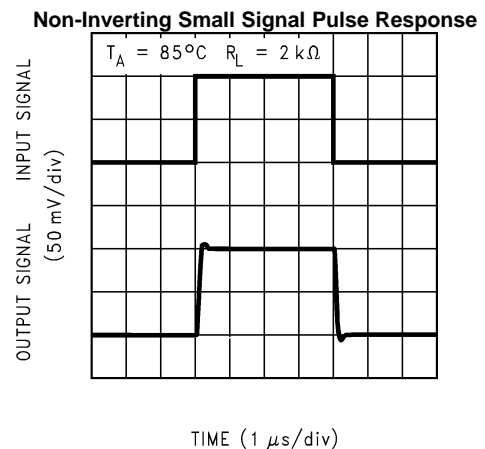 Non-Inverting Small Signal Pulse Response
T_A = 85°C R_L = 2 kΩ
INPUT SIGNAL
OUTPUT SIGNAL
(50 mV/div)
TIME (1 μs/div)